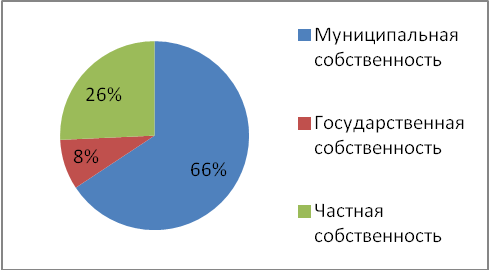 26%
8%
66%
Муниципальная
собственность
Государственная
собственность
Частная
собственность